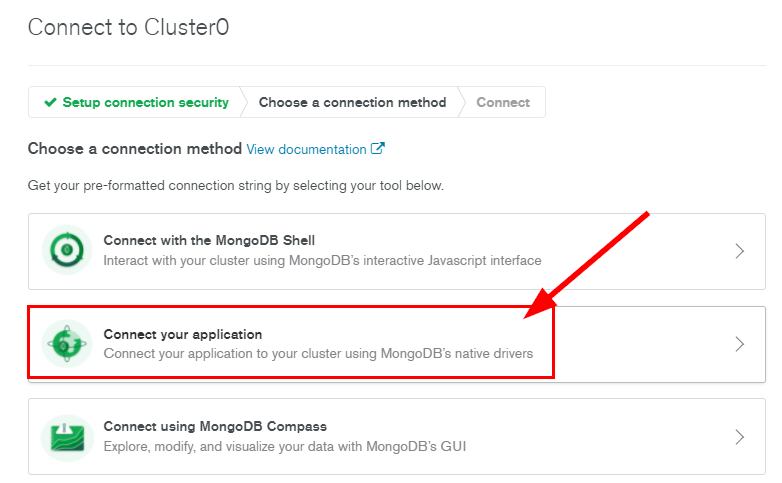 Connect to Cluster0
Setup connection security
Choose a connection method
Connect
Choose a connection method View documentation
Get your pre-formatted connection string by selecting your tool below.
Connect with the MongoDB Shell
Interact with your cluster using MongoDB's interactive Javascript interface
Connect your application
Connect your application to your cluster using MongoDB's native drivers
Connect using MongoDB Compass
Explore, modify, and visualize your data with MongoDB's GUI